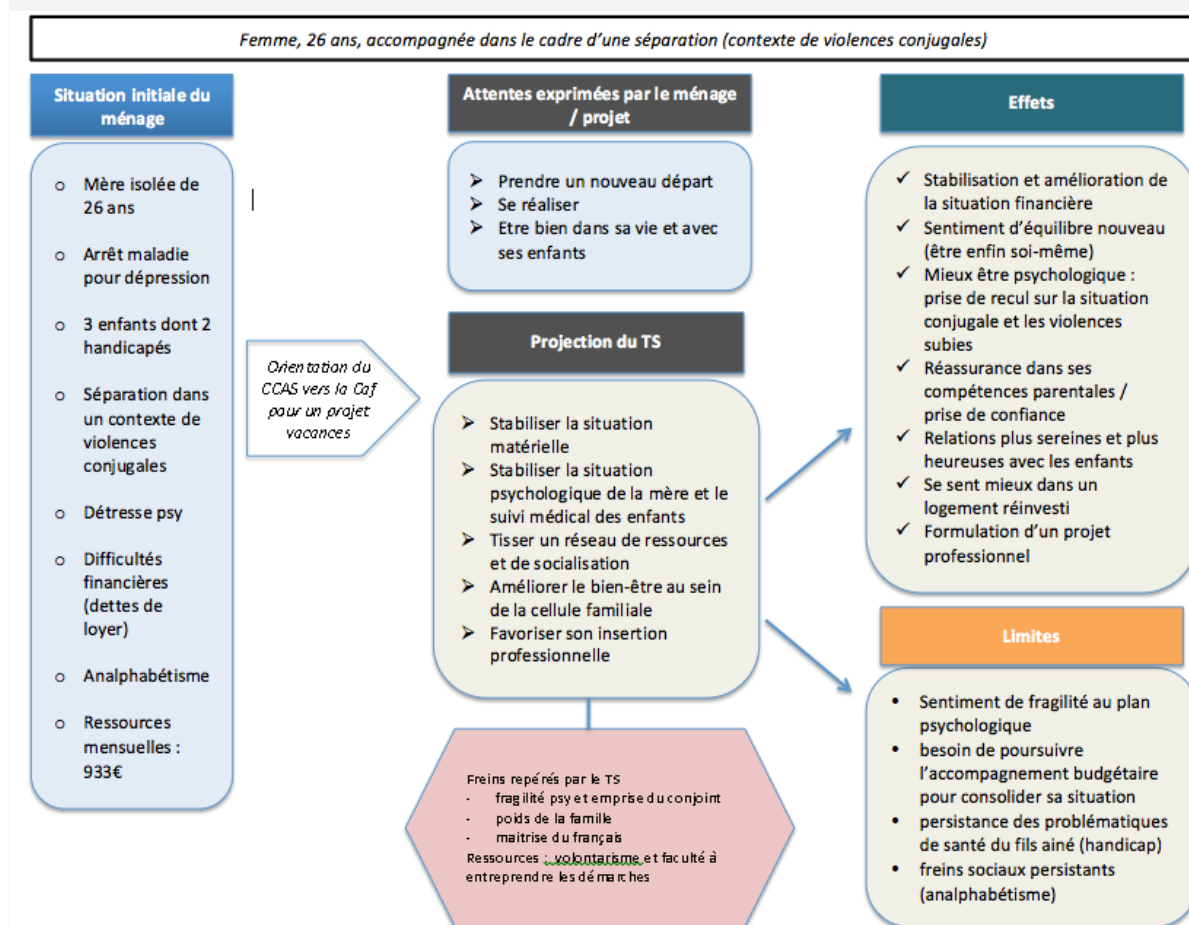 Femme, 26 ans, accompagnée dans le cadre d'une séparation (contexte de violences conjugales)
Situation initiale du
ménage
o Mère isolée de
26 ans
o Arrêt maladie
pour dépression
o 3 enfants dont 2
handicapés
o Séparation dans
un contexte de
violences
conjugales
o Détresse psy
o Difficultés
financières
(dettes de
loyer)
o Analphabétisme
o Ressources
mensuelles :
933€
Orientation du
CCAS vers la Caf
pour un projet
vacances
Attentes exprimées par le ménage
/ projet
➢ Prendre un nouveau départ
➢ Se réaliser
➢ Etre bien dans sa vie et avec
ses enfants
Projection du TS
➢ Stabiliser la situation
matérielle
➢ Stabiliser la situation
psychologique de la mère et le
suivi médical des enfants
➢ Tisser un réseau de ressources
et de socialisation
➢ Améliorer le bien-être au sein
de la cellule familiale
➢ Favoriser son insertion
professionnelle
Freins repérés par le TS
- fragilité psy et emprise du conjoint
- poids de la famille
- maitrise du français
Ressources : volontarisme et faculté à
entreprendre les démarches
Effets
✓ Stabilisation et amélioration de
la situation financière
✓ Sentiment d'équilibre nouveau
(être enfin soi-même)
✓ Mieux être psychologique :
prise de recul sur la situation
conjugale et les violences
subies
✓ Réassurance dans ses
compétences parentales /
prise de confiance
✓ Relations plus sereines et plus
heureuses avec les enfants
✓ Se sent mieux dans un
logement réinvesti
✓ Formulation d'un projet
professionnel
Limites
• Sentiment de fragilité au plan
psychologique
• besoin de poursuivre
l'accompagnement budgétaire
pour consolider sa situation
• persistance des problématiques
de santé du fils ainé (handicap)
• freins sociaux persistants
(analphabétisme)